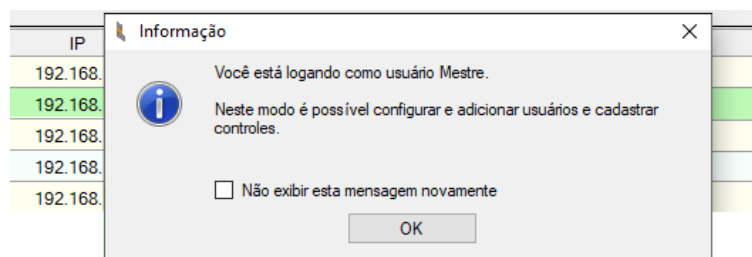 Informação
IP
Você está logando como usuário Mestre.
192.168.
Neste modo é possível configurar e adicionar usuários e cadastrar
192.168.
controles.
192.168.
192.168.
Não exibir esta mensagem novamente
192.168.
OK